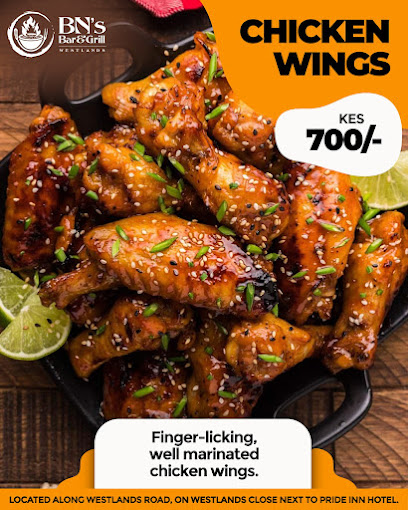 BN's
Bar&Grill
WESTLANDS
CHICKEN
WINGS
KES
700/-
Finger-licking,
well marinated
chicken wings.
LOCATED ALONG WESTLANDS ROAD, ON WESTLANDS CLOSE NEXT TO PRIDE INN HOTEL.